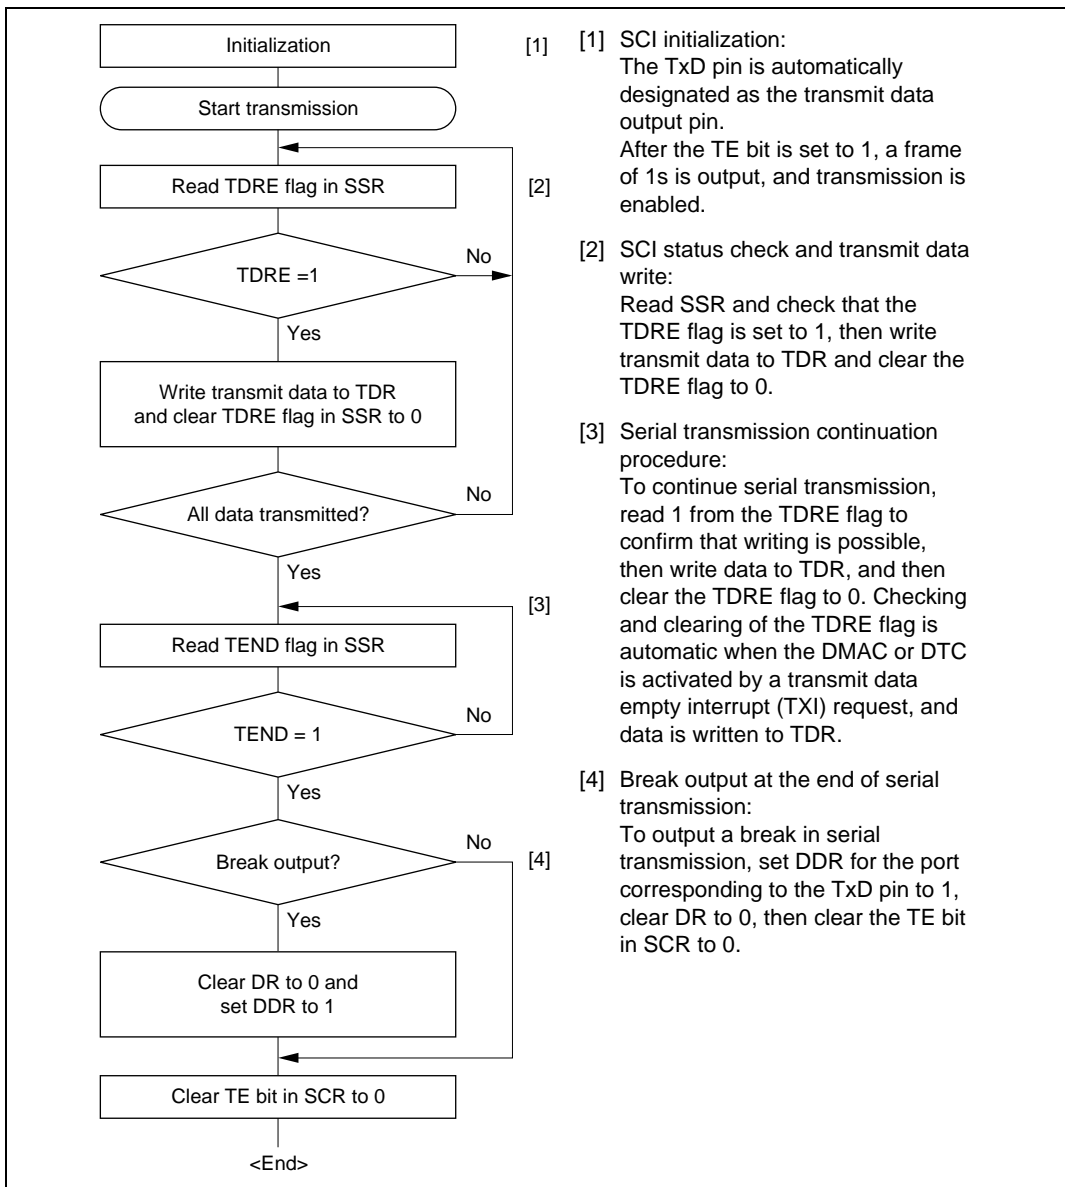 Initialization
[1]
Start transmission
Read TDRE flag in SSR
[2]
TDRE =1
No
Yes
Write transmit data to TDR
and clear TDRE flag in SSR to 0
All data transmitted?
No
Yes
[3]
Read TEND flag in SSR
TEND = 1
No
Yes
Break output?
No
[4]
Yes
Clear DR to 0 and
set DDR to 1
Clear TE bit in SCR to 0
<End>
[1] SCI initialization:
The TxD pin is automatically
designated as the transmit data
output pin.
After the TE bit is set to 1, a frame
of 1s is output, and transmission is
enabled.
[2] SCI status check and transmit data
write:
Read SSR and check that the
TDRE flag is set to 1, then write
transmit data to TDR and clear the
TDRE flag to 0.
[3] Serial transmission continuation
procedure:
To continue serial transmission,
read 1 from the TDRE flag to
confirm that writing is possible,
then write data to TDR, and then
clear the TDRE flag to 0. Checking
and clearing of the TDRE flag is
automatic when the DMAC or DTC
is activated by a transmit data
empty interrupt (TXI) request, and
data is written to TDR.
[4] Break output at the end of serial
transmission:
To output a break in serial
transmission, set DDR for the port
corresponding to the TxD pin to 1,
clear DR to 0, then clear the TE bit
in SCR to 0.